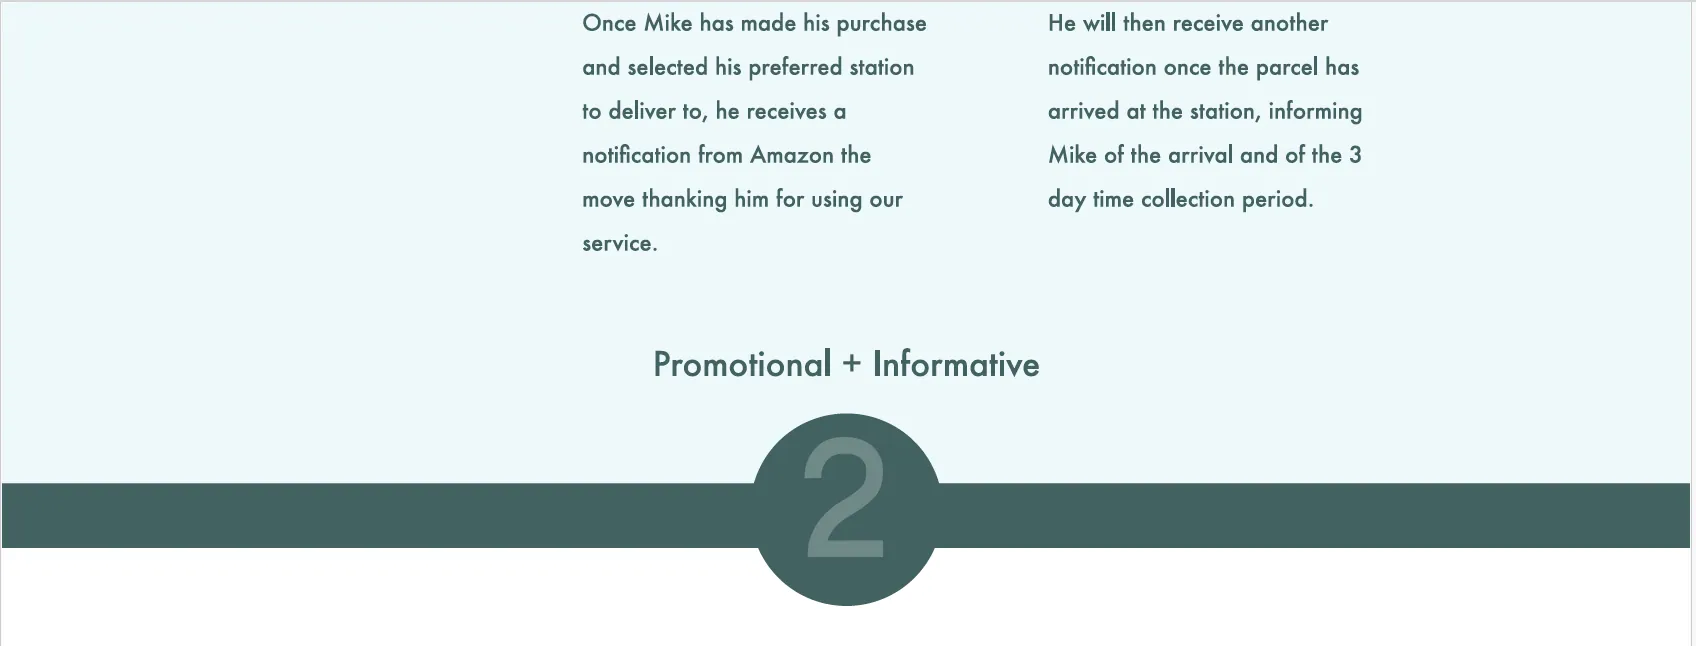 Once Mike has made his purchase
and selected his preferred station
to deliver to, he receives a
notification from Amazon the
move thanking him for using our
service.
He will then receive another
notification once the parcel has
arrived at the station, informing
Mike of the arrival and of the 3
day time collection period.
Promotional + Informative
2